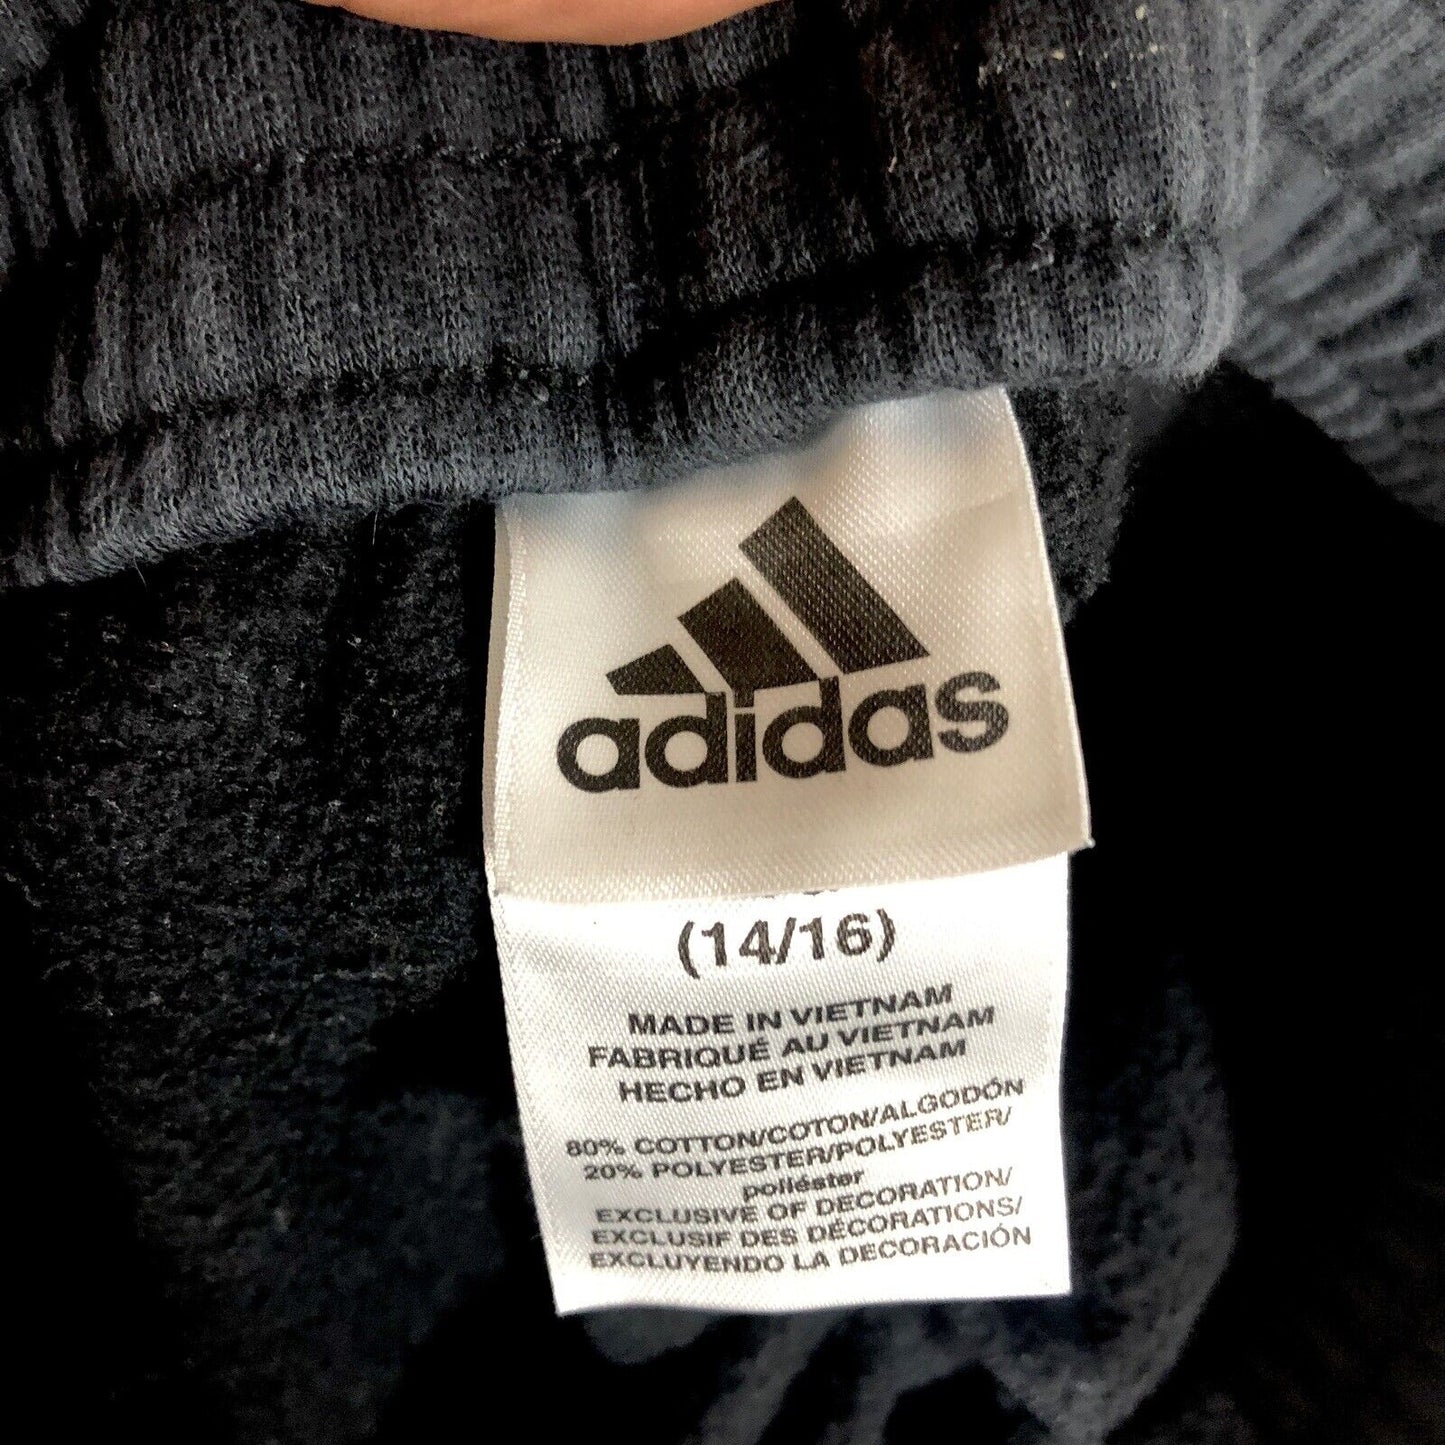 adidas
(14/16)
MADE IN VIETNAM
FABRIQUÉ AU VIETNAM
HECHO EN VIETNAM
80% COTTON/COTON/ALGODÓN
20% POLYESTER/POLYESTER/
poliéster
EXCLUSIVE OF DECORATION/
EXCLUSIF DES DÉCORATIONS/
EXCLUYENDO LA DECORACIÓN